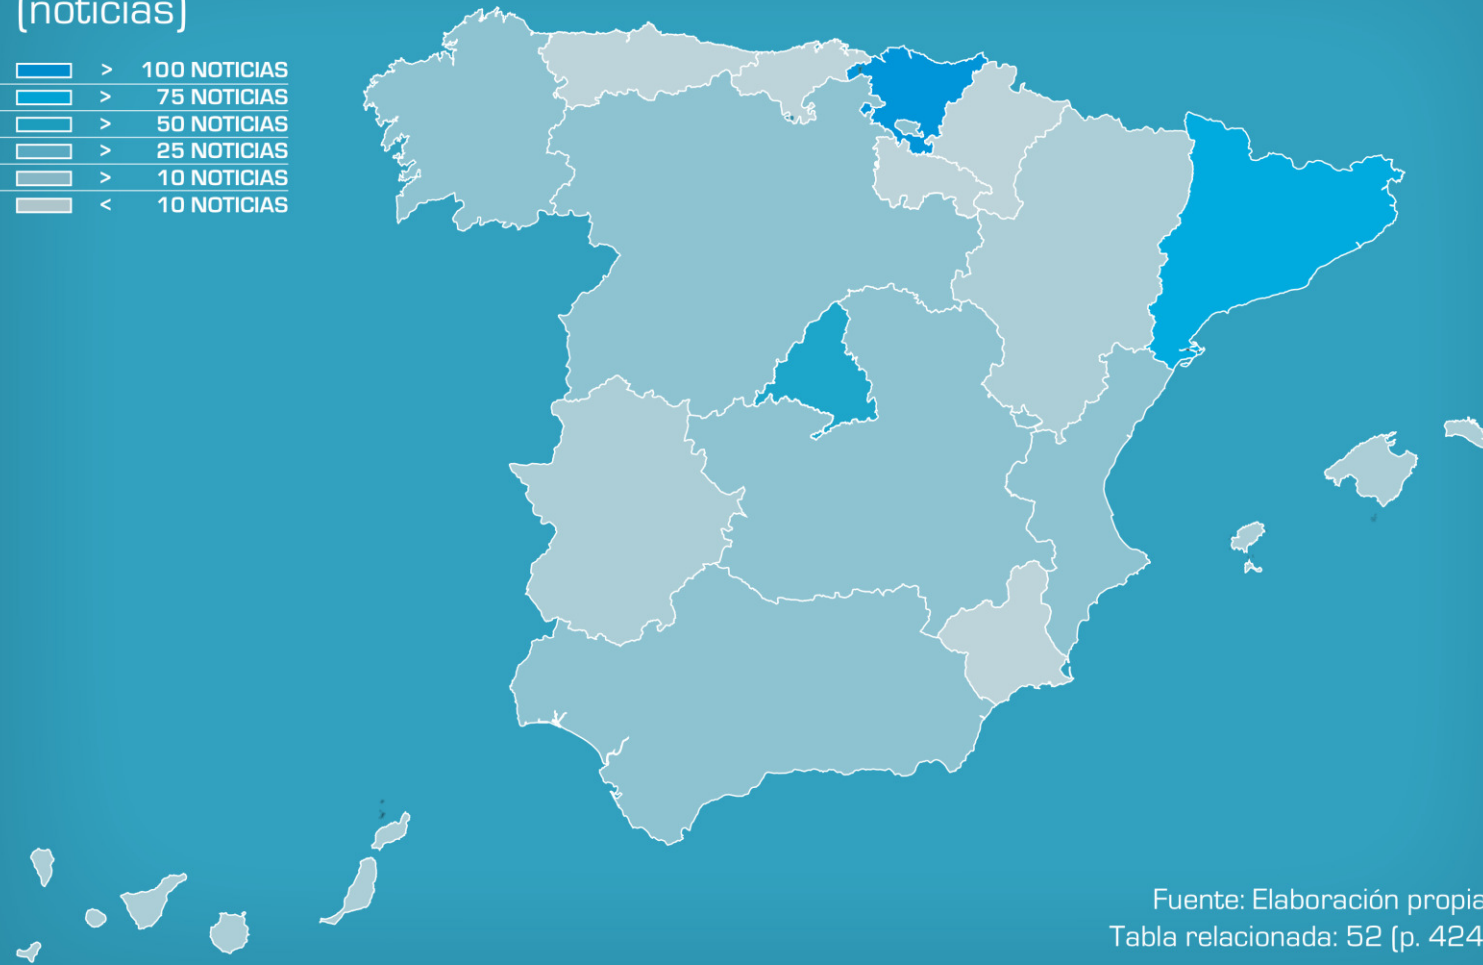 (noticias)
> 100 NOTICIAS
> 75 NOTICIAS
> 50 NOTICIAS
> 25 NOTICIAS
> 10 NOTICIAS
< 10 NOTICIAS
Fuente: Elaboración propia
Tabla relacionada: 52 (p. 424